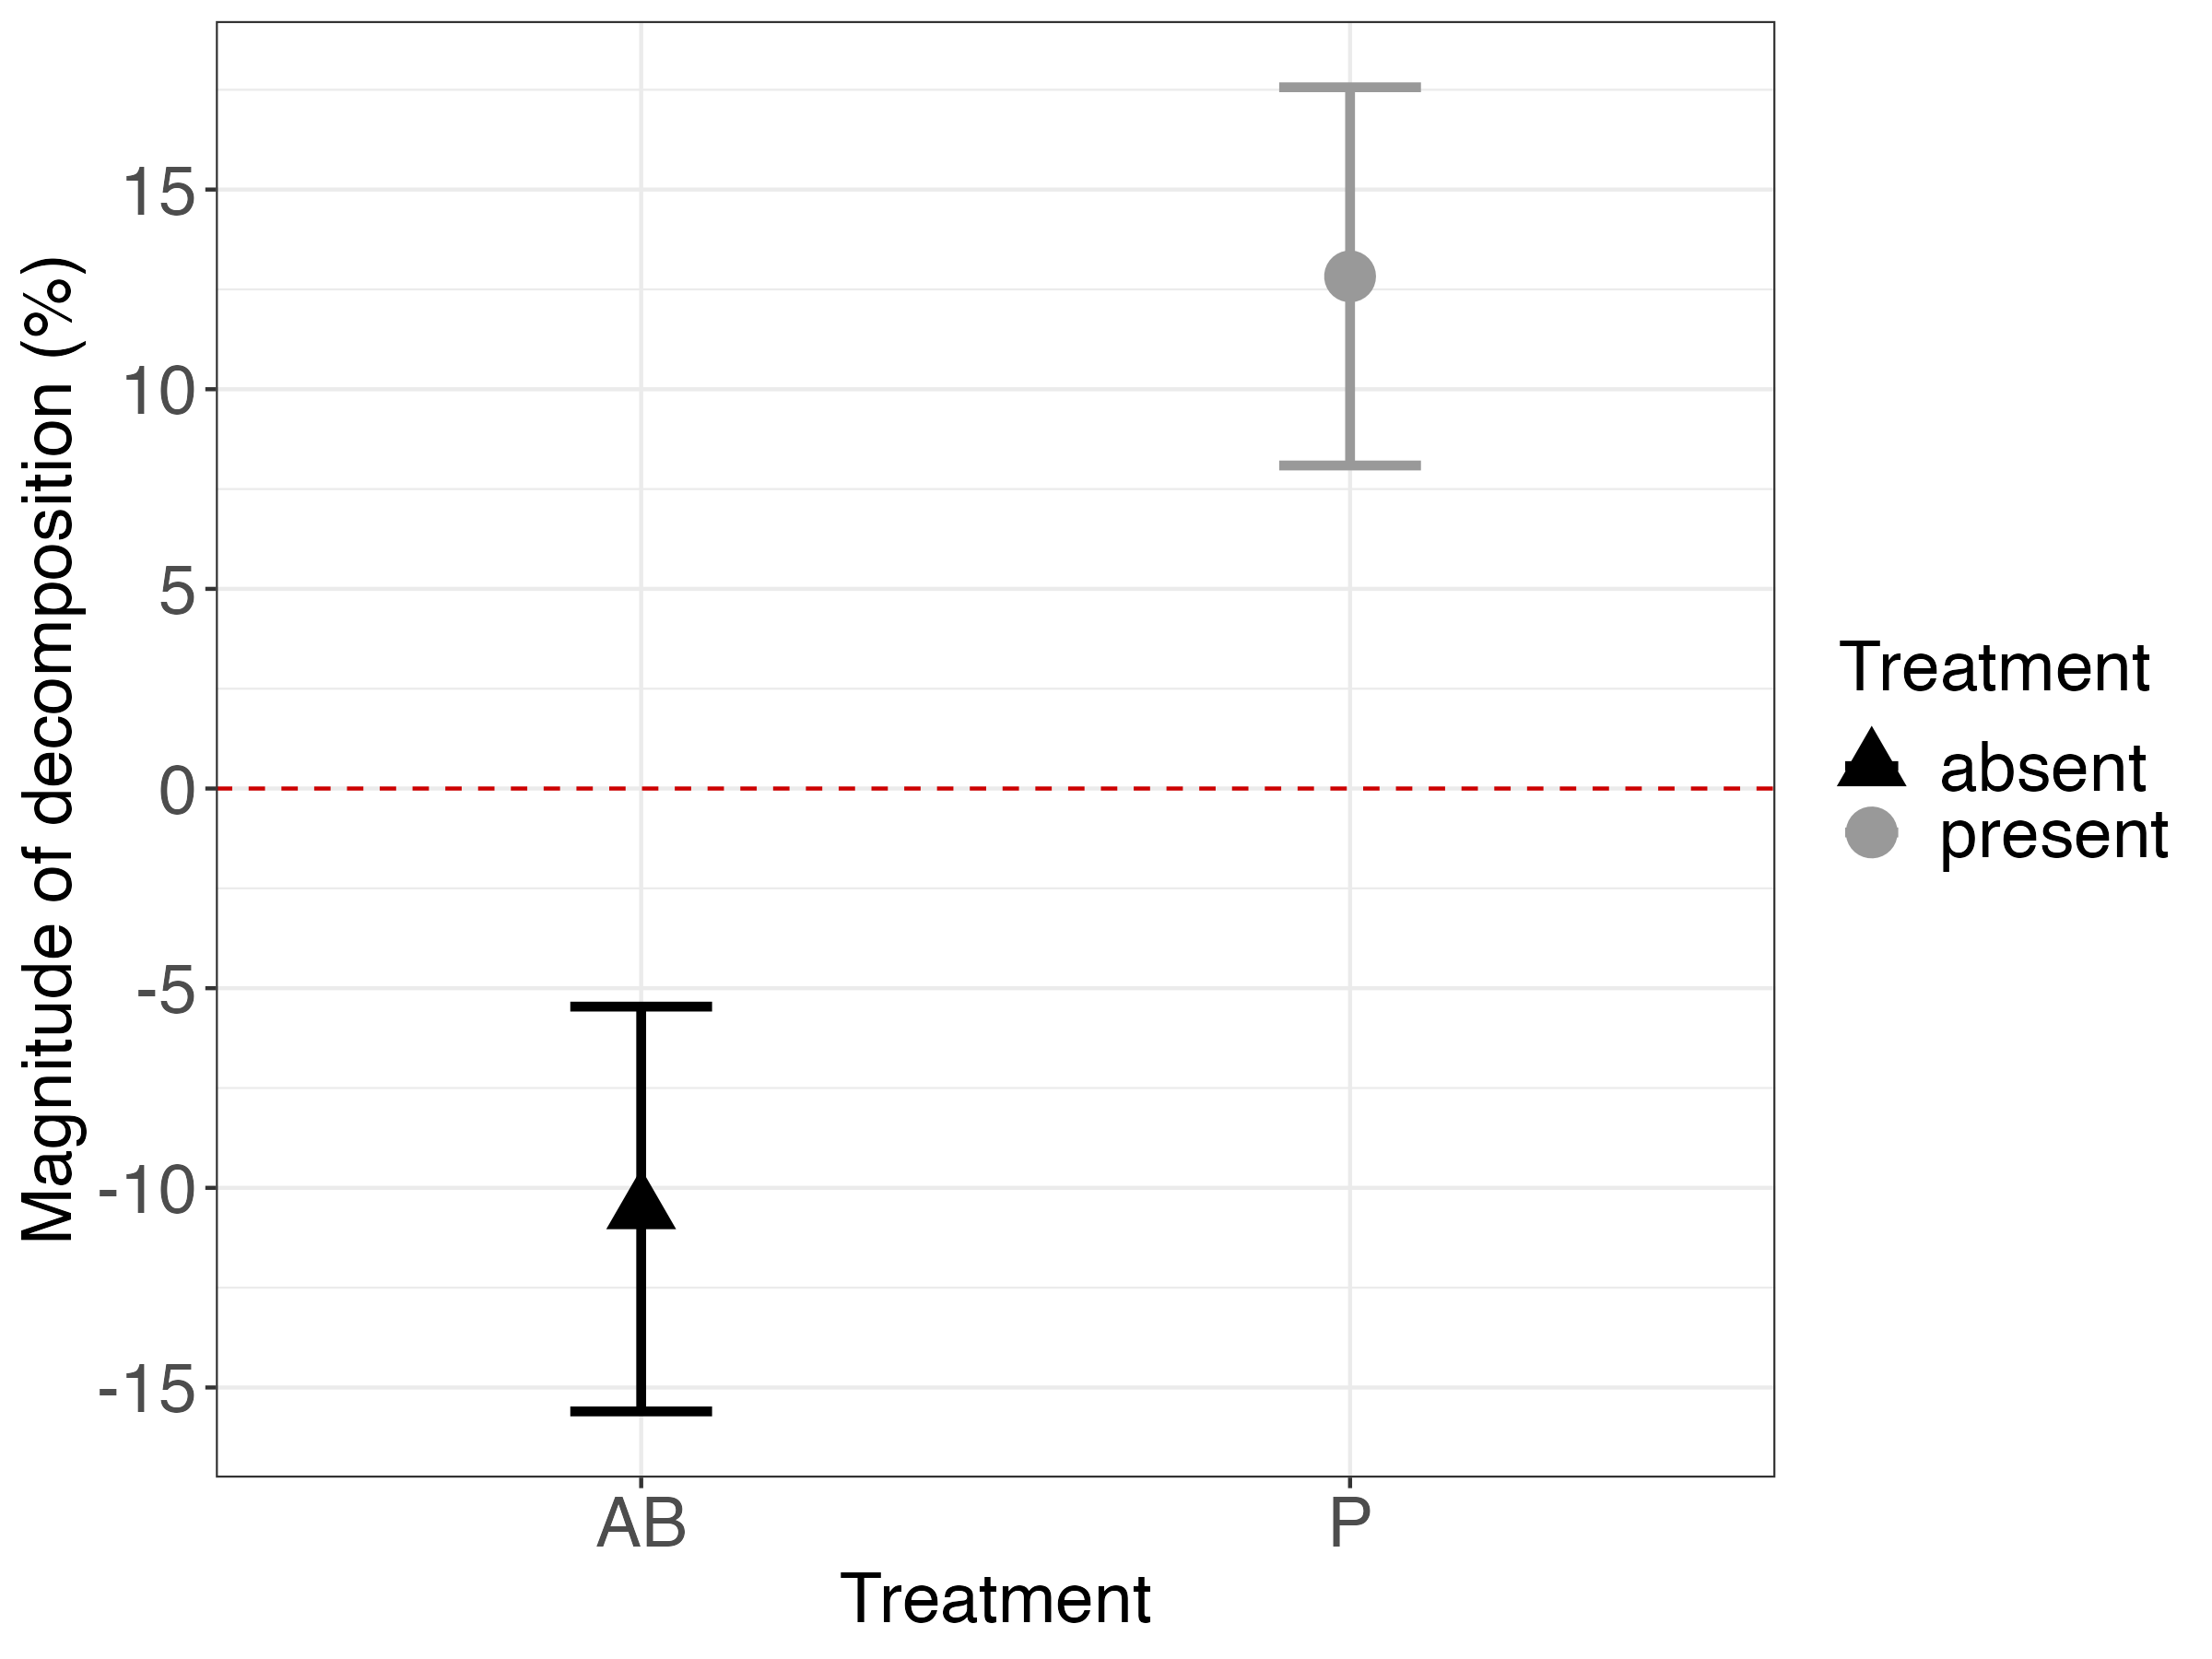 Magnitude of decomposition (%)
15
10
5
0
-5
-10
-15
AB
P
Treatment
Treatment
absent
present